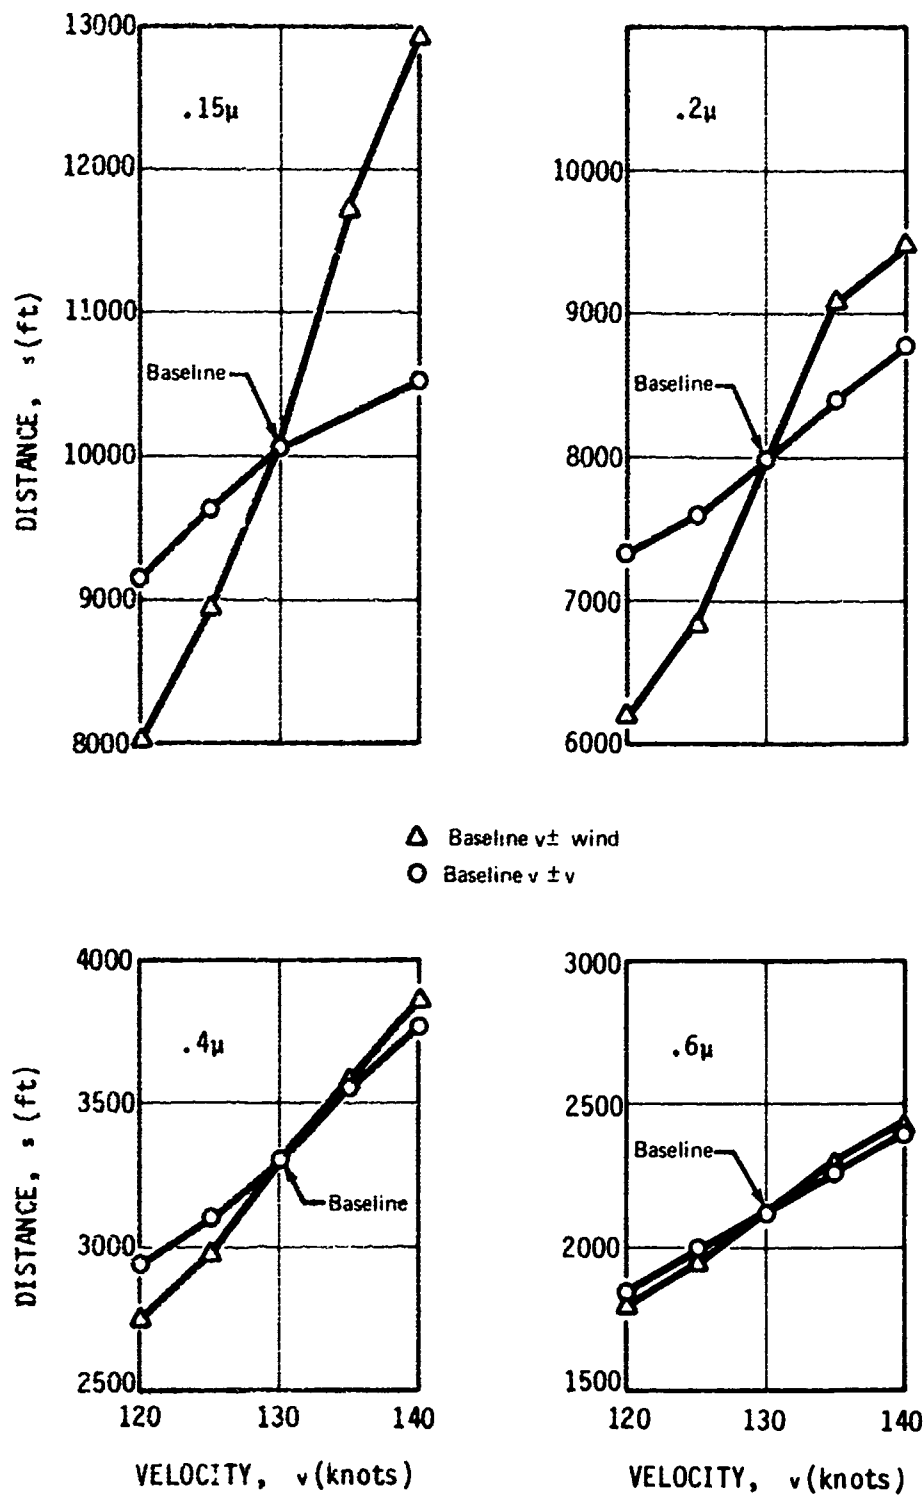 13000
12000
11000
10000
9000
8000
.15µ
Baseline
DISTANCE, s(ft)
10000
9000
8000
7000
6000
.2µ
Baseline
△ Baseline v± wind
○ Baseline v ± v
4000
3500
3000
2500
.4µ
Baseline
DISTANCE, s (ft)
120 130 140
VELOCITY, v(knots)
3000
2500
2000
1500
.6µ
Baseline
120 130 140
VELOCITY, v(knots)